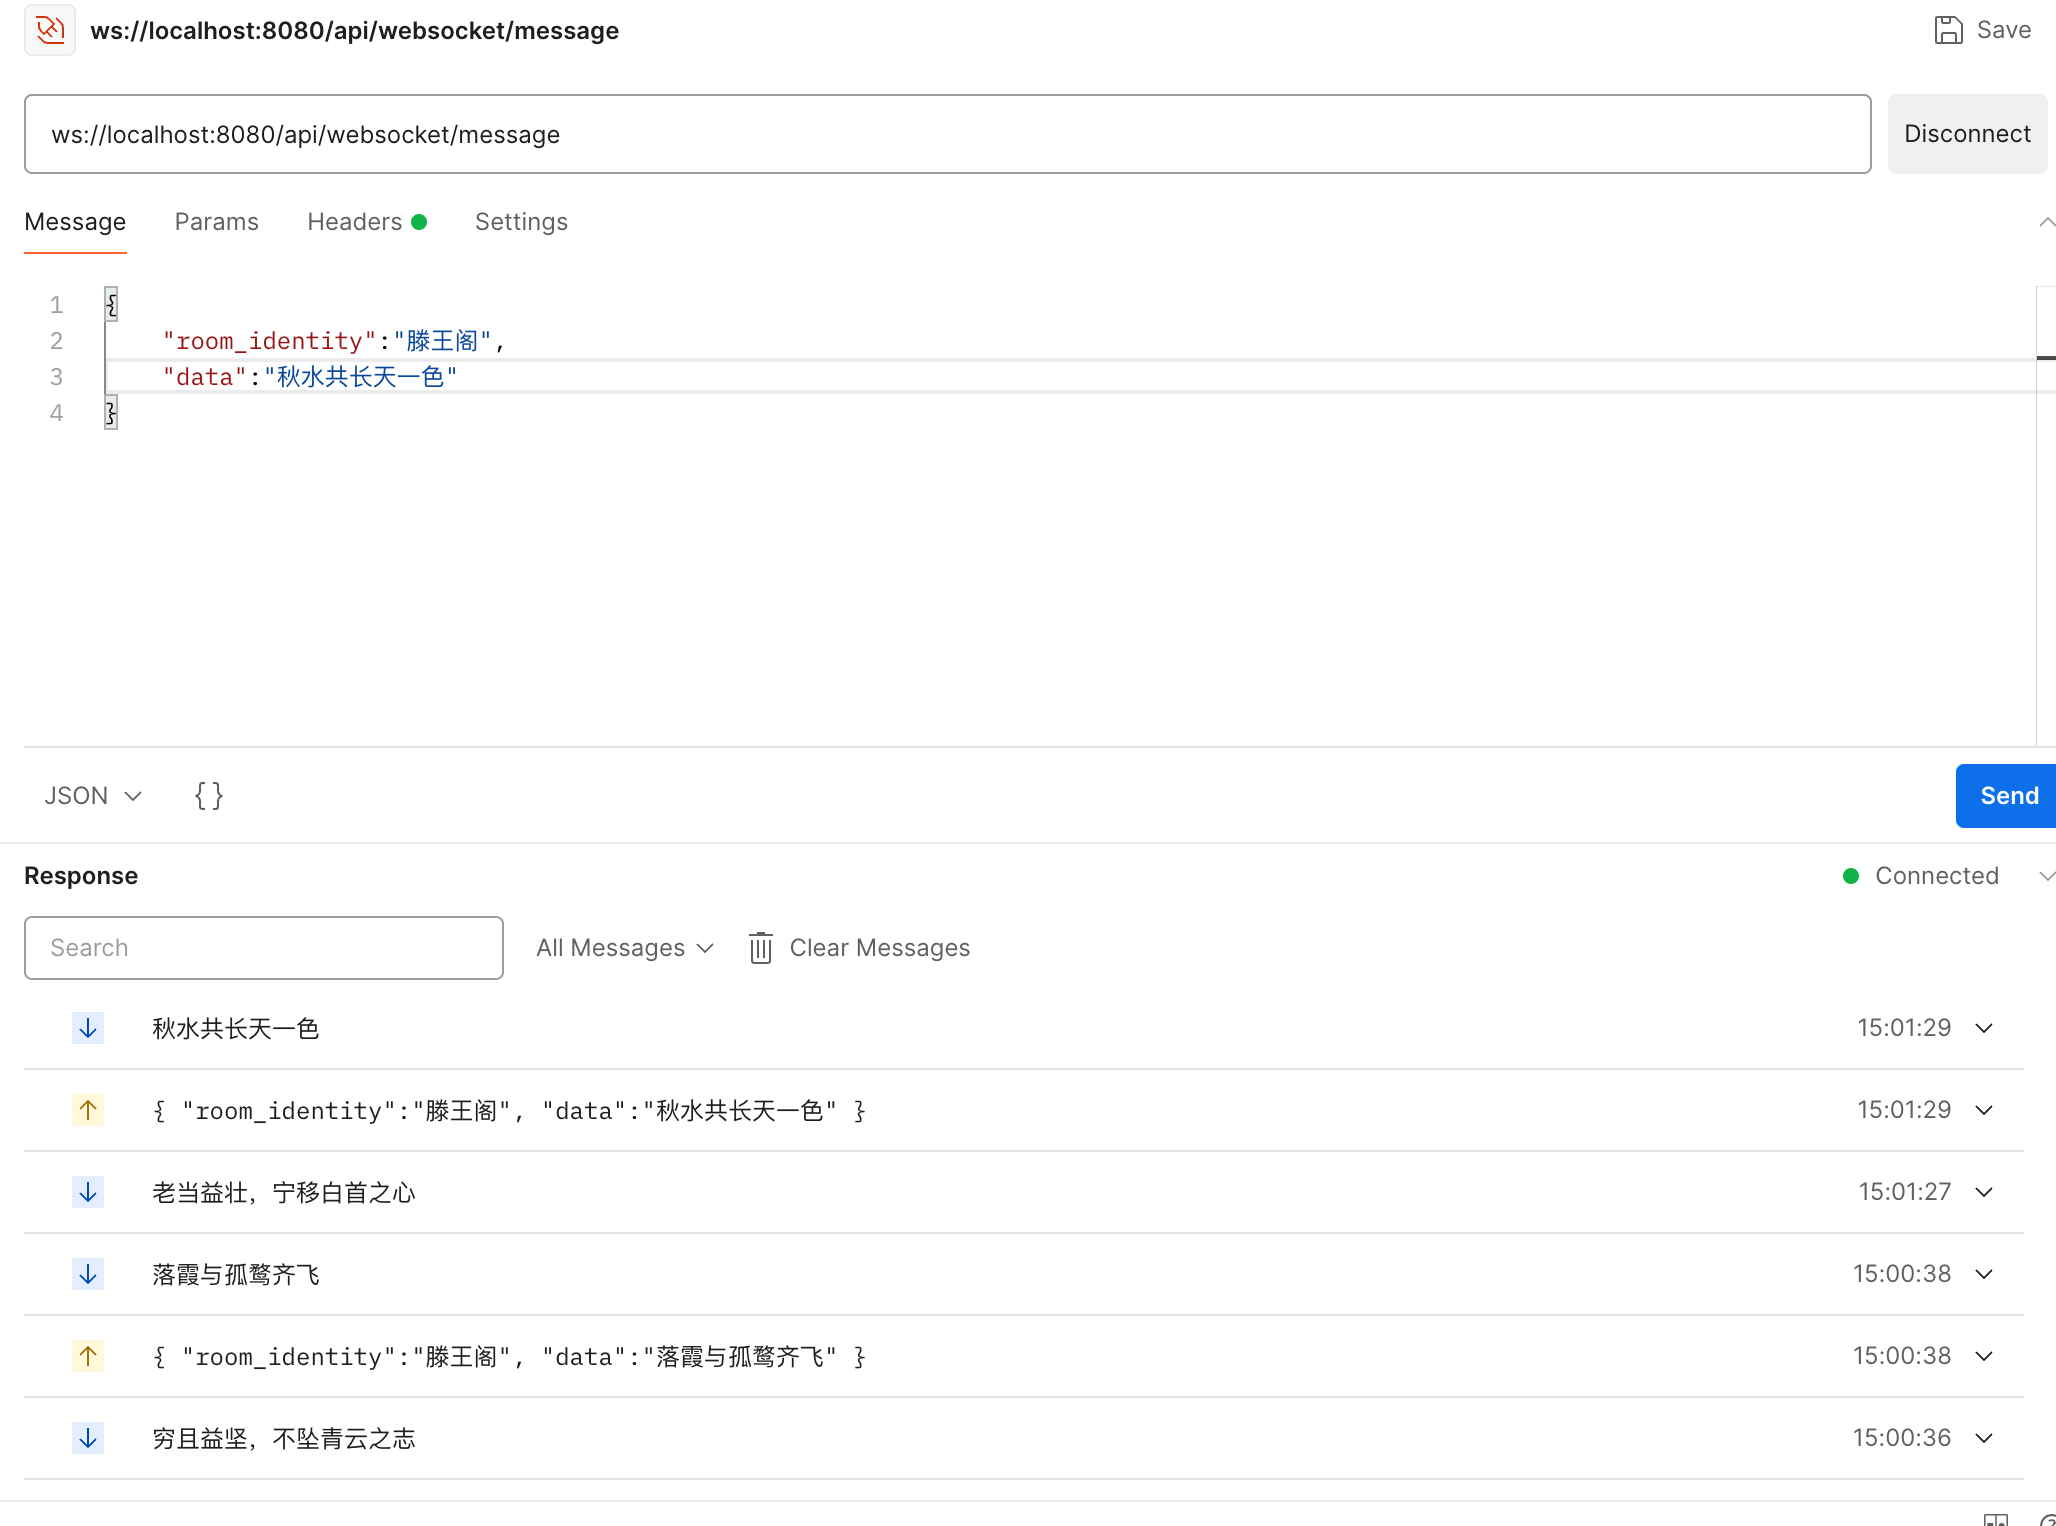 ws://localhost:8080/api/websocket/message
Save
ws://localhost:8080/api/websocket/message
Disconnect
Message Params Headers Settings
1 {
2 "room_identity":"滕王阁",
3 "data":"秋水共长天一色"
4 }
JSON {}
Send
Response
Connected
Search
All Messages
Clear Messages
秋水共长天一色 15:01:29
{ "room_identity":"滕王阁", "data":"秋水共长天一色" } 15:01:29
老当益壮，宁移白首之心 15:01:27
落霞与孤鹜齐飞 15:00:38
{ "room_identity":"滕王阁", "data":"落霞与孤鹜齐飞" } 15:00:38
穷且益坚，不坠青云之志 15:00:36